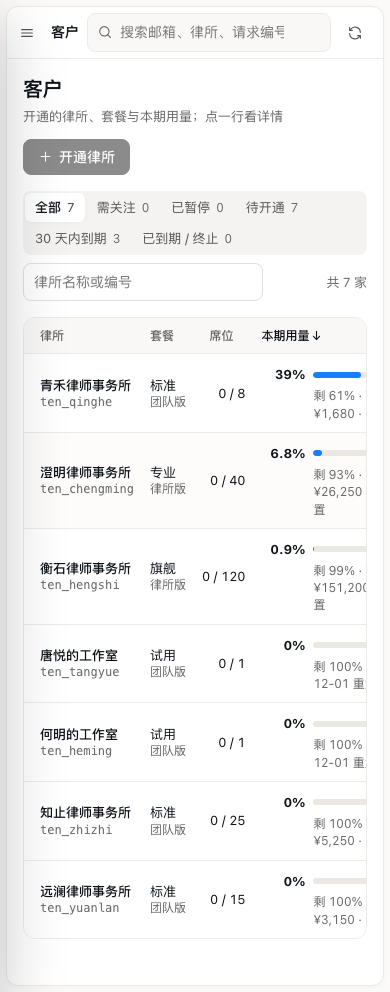 客户
搜索邮箱、律所、请求编号
客户
开通的律所、套餐与本期用量；点一行看详情
+ 开通律所
全部 7 需关注 0 已暂停 0 待开通 7
30 天内到期 3 已到期 / 终止 0
律所名称或编号
共 7 家
律所 套餐 席位 本期用量↓
青禾律师事务所
ten_qinghe
标准
团队版
0 / 8
39%
剩 61% ·
¥1,680 ·
澄明律师事务所
ten_chengming
专业
律所版
0 / 40
6.8%
剩 93% ·
¥26,250
置
衡石律师事务所
ten_hengshi
旗舰
律所版
0 / 120
0.9%
剩 99% ·
¥151,200
置
唐悦的工作室
ten_tangyue
试用
团队版
0 / 1
0%
剩 100%
12-01 重
何明的工作室
ten_heming
试用
团队版
0 / 1
0%
剩 100%
12-01 重
知止律师事务所
ten_zhizhi
标准
团队版
0 / 25
0%
剩 100%
¥5,250 ·
远澜律师事务所
ten_yuanlan
标准
团队版
0 / 15
0%
剩 100%
¥3,150 ·